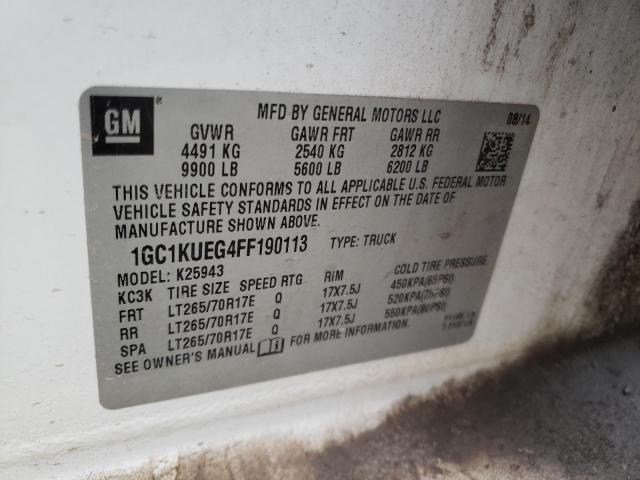 GM
MFD BY GENERAL MOTORS LLC 08/14
GVWR GAWR FRT GAWR RR
4491 KG 2540 KG 2812 KG
9900 LB 5600 LB 6200 LB
THIS VEHICLE CONFORMS TO ALL APPLICABLE U.S. FEDERAL MOTOR
VEHICLE SAFETY STANDARDS IN EFFECT ON THE DATE OF
MANUFACTURE SHOWN ABOVE.
1GC1KUEG4FF190113 TYPE: TRUCK
MODEL: K25943
KC3K TIRE SIZE SPEED RTG RIM COLD TIRE PRESSURE
FRT LT265/70R17E Q 17X7.5J 450KPA(65PSI)
RR LT265/70R17E Q 17X7.5J 520KPA(75PSI)
SPA LT265/70R17E Q 17X7.5J 550KPA(80PSI)
SEE OWNER'S MANUAL FOR MORE INFORMATION.